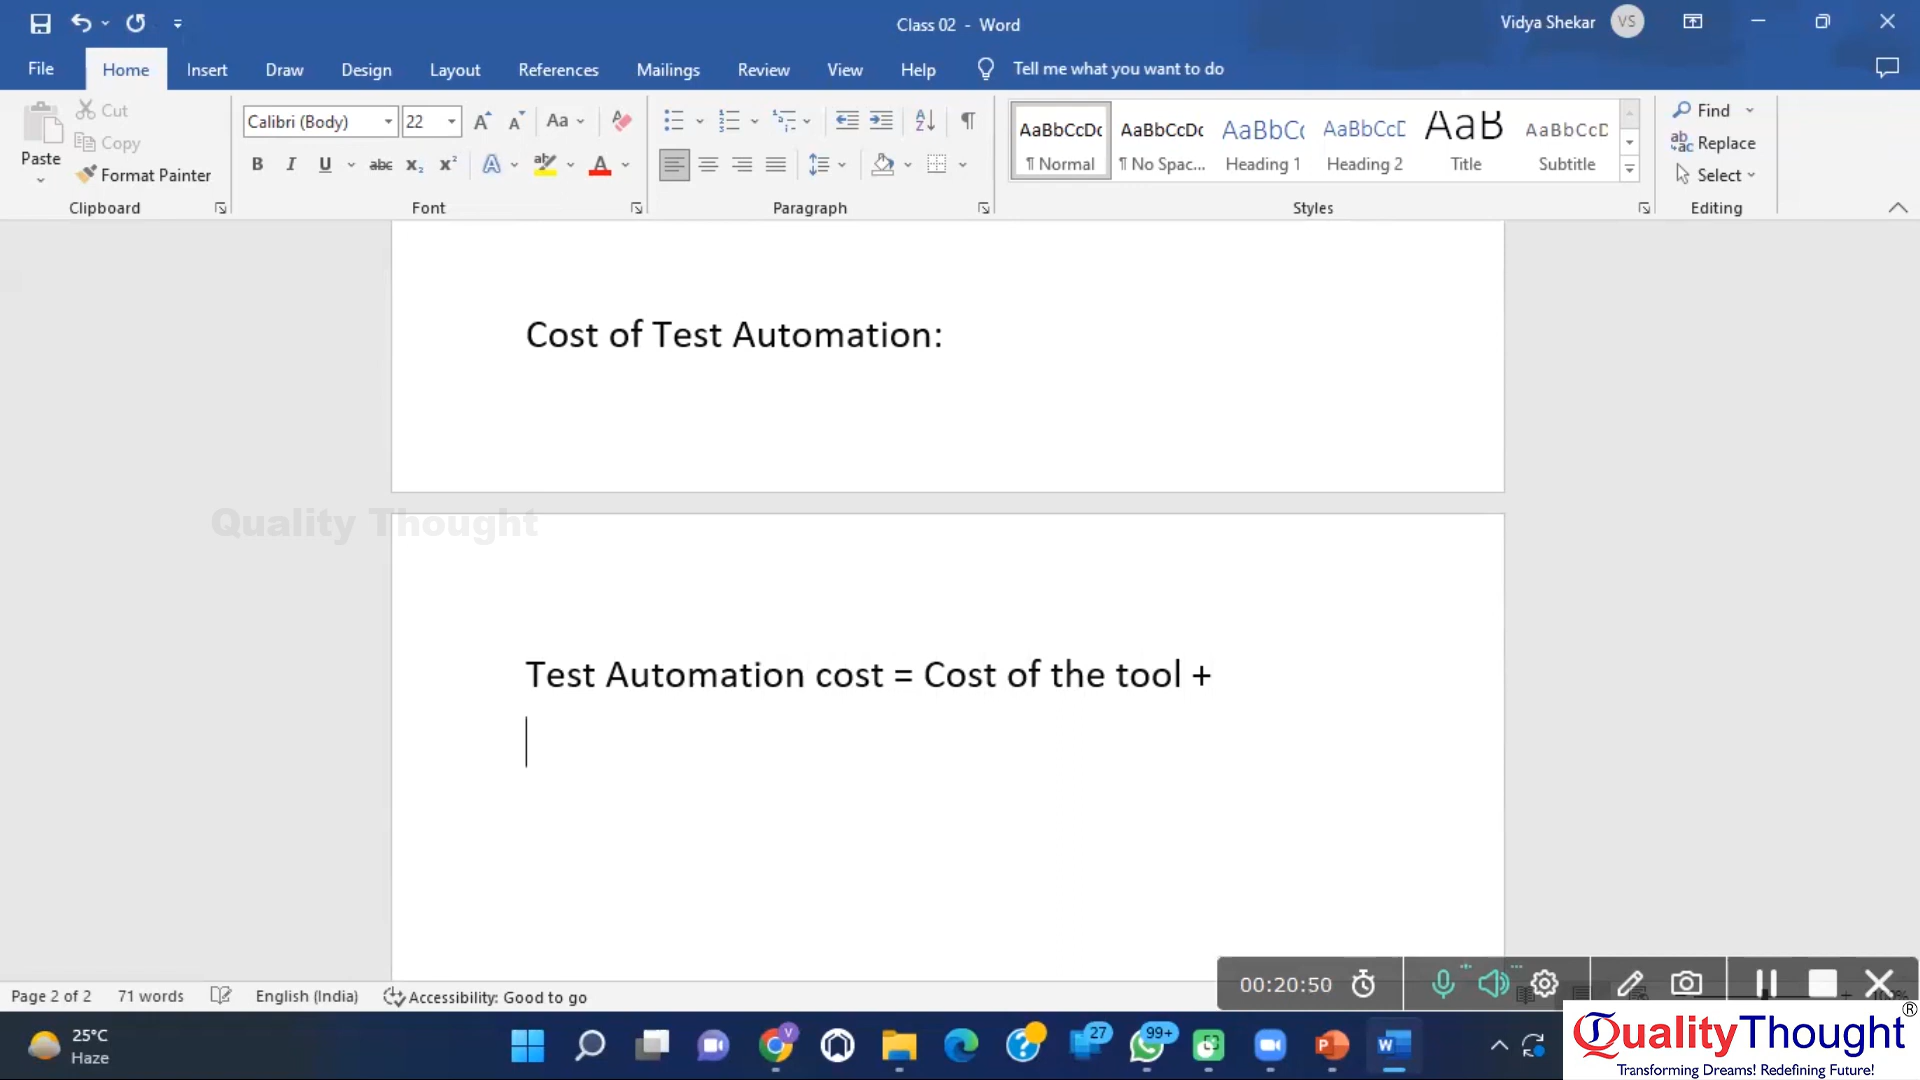 Class 02 - Word
Vidya Shekar VS
File Home Insert Draw Design Layout References Mailings Review View Help Tell me what you want to do
Paste
Cut
Copy
Format Painter
Clipboard
Calibri (Body) 22
Aa
B I U abc x₂ x² A A
Font
Paragraph
AaBbCcDc AaBbCcDc AaBbCc AaBbCcD AaB AaBbCcD
¶ Normal ¶ No Spac... Heading 1 Heading 2 Title Subtitle
Styles
Find
Replace
Select
Editing
Cost of Test Automation:
Quality Thought
Test Automation cost = Cost of the tool +
00:20:50
Page 2 of 2 71 words English (India) Accessibility: Good to go
25°C
Haze
V 27 99+
QualityThought®
Transforming Dreams! Redefining Future!